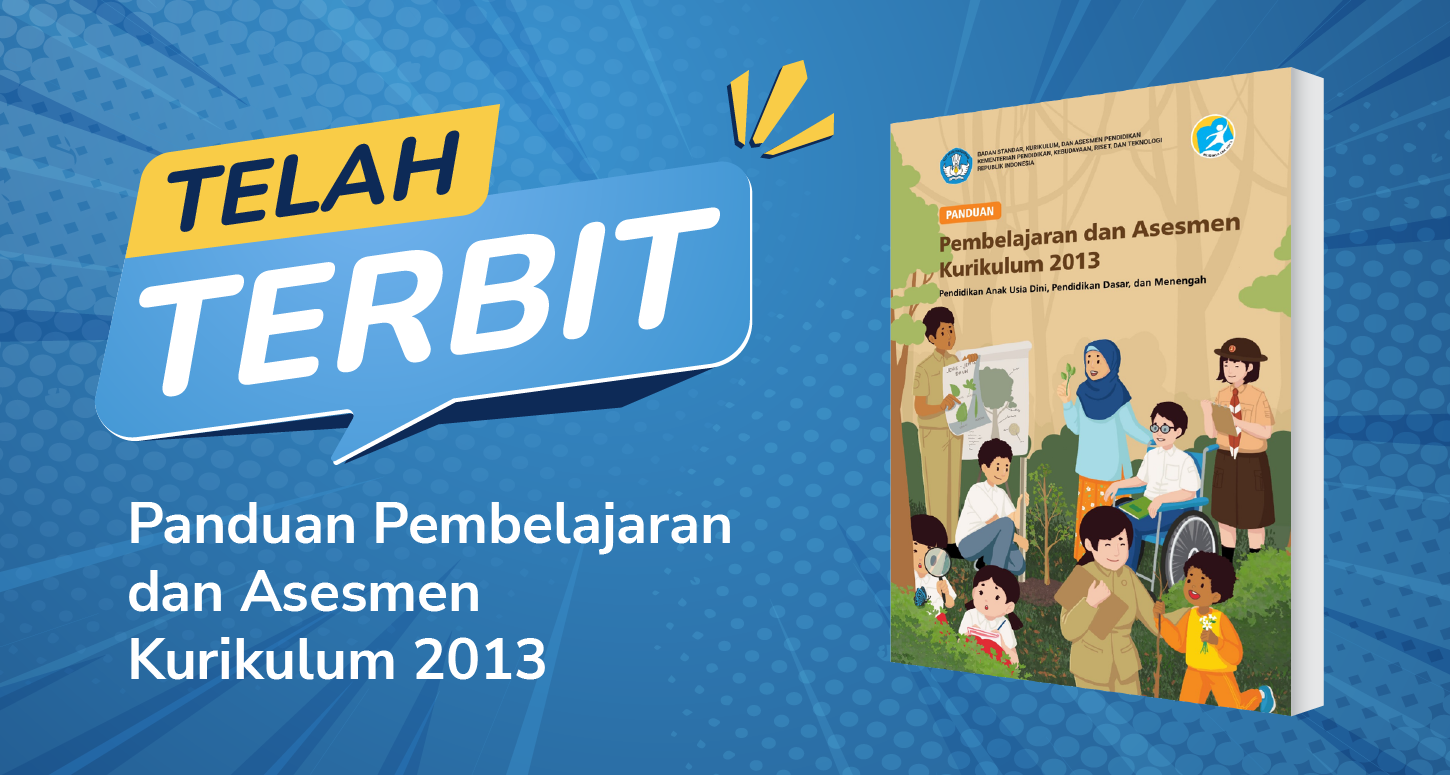 TELAH
TERBIT
Panduan Pembelajaran
dan Asesmen
Kurikulum 2013
BADAN STANDAR, KURIKULUM, DAN ASESMEN PENDIDIKAN
KEMENTERIAN PENDIDIKAN, KEBUDAYAAN, RISET, DAN TEKNOLOGI
REPUBLIK INDONESIA
PANDUAN
Pembelajaran dan Asesmen
Kurikulum 2013
Pendidikan Anak Usia Dini, Pendidikan Dasar, dan Menengah